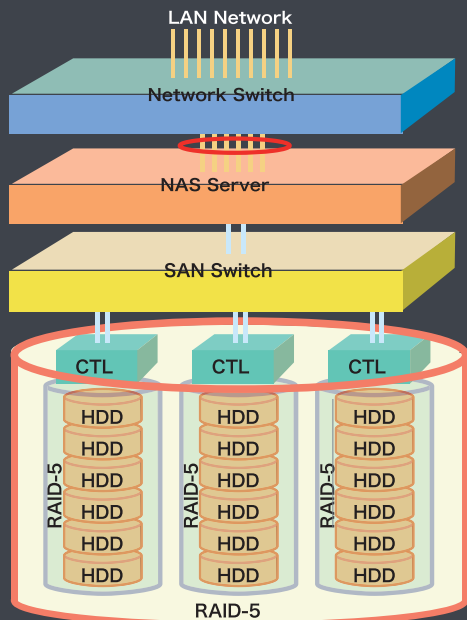 LAN Network
Network Switch
NAS Server
SAN Switch
CTL CTL CTL
HDD HDD HDD
HDD HDD HDD
HDD HDD HDD
HDD HDD HDD
HDD HDD HDD
HDD HDD HDD
RAID-5 RAID-5 RAID-5
RAID-5